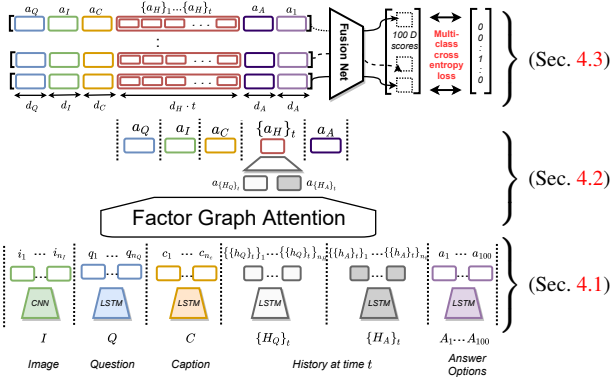 a_Q a_I a_C {a_H}_1...{a_H}_t a_A a_1
[ ... ]
:
[ ... ]
[ ... ]
d_Q d_I d_C d_H · t d_A d_A
Fusion Net
100 D
scores
Multi-
class
cross
entropy
loss
0
0
:
1
:
0
(Sec. 4.3)
a_Q a_I a_C {a_H}_t a_A
a_{H_Q}_t a_{H_A}_t
(Sec. 4.2)
Factor Graph Attention
i_1 ... i_{n_I} q_1 ... q_{n_Q} c_1 ... c_{n_c} {{h_Q}_t}_1...{{h_Q}_t}_{n_h} {{h_A}_t}_1...{{h_A}_t}_{n_h} a_1 ... a_100
CNN LSTM LSTM LSTM LSTM LSTM
(Sec. 4.1)
I Q C {H_Q}_t {H_A}_t A_1...A_100
Image Question Caption History at time t Answer
Options